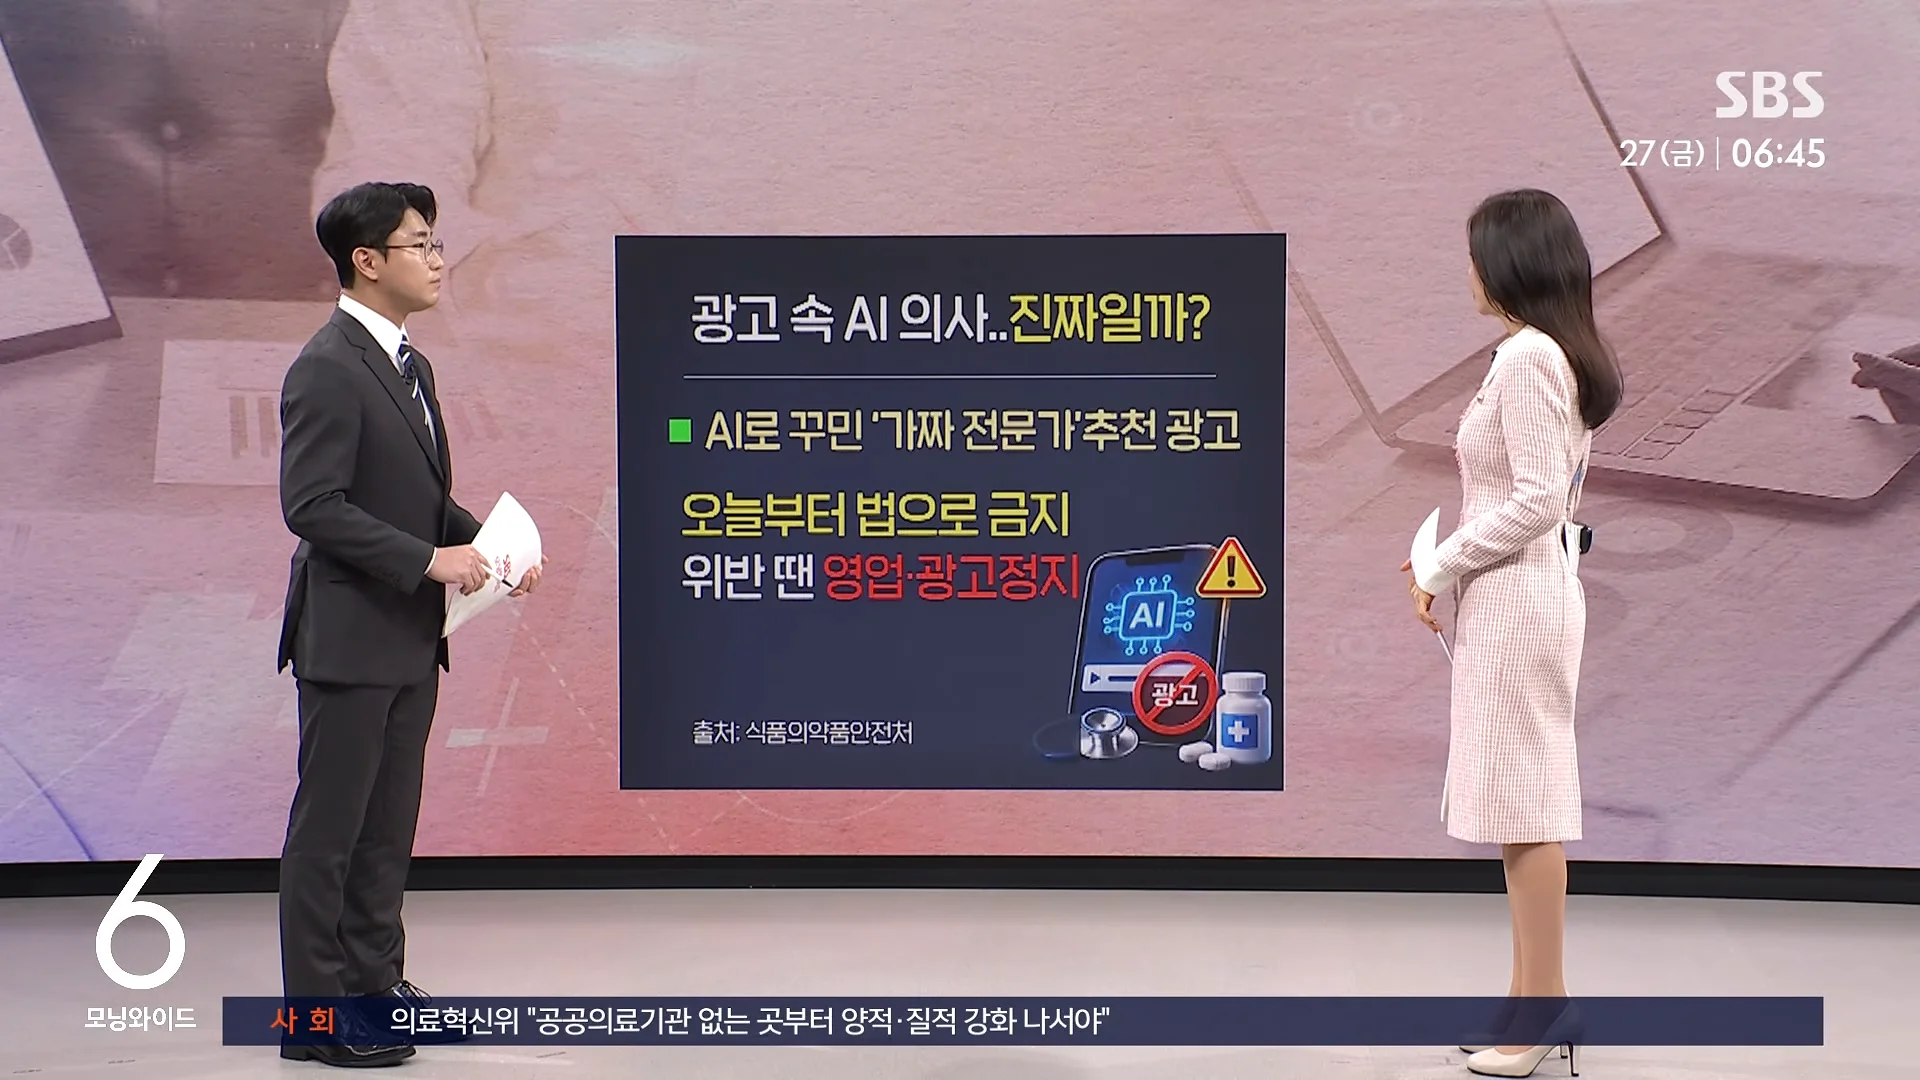 SBS
27(금) | 06:45
광고 속 AI 의사..진짜일까?
AI로 꾸민 '가짜 전문가'추천 광고
오늘부터 법으로 금지
위반 땐 영업·광고정지
AI
광고
출처: 식품의약품안전처
6
모닝와이드
사 회 의료혁신위 "공공의료기관 없는 곳부터 양적·질적 강화 나서야"